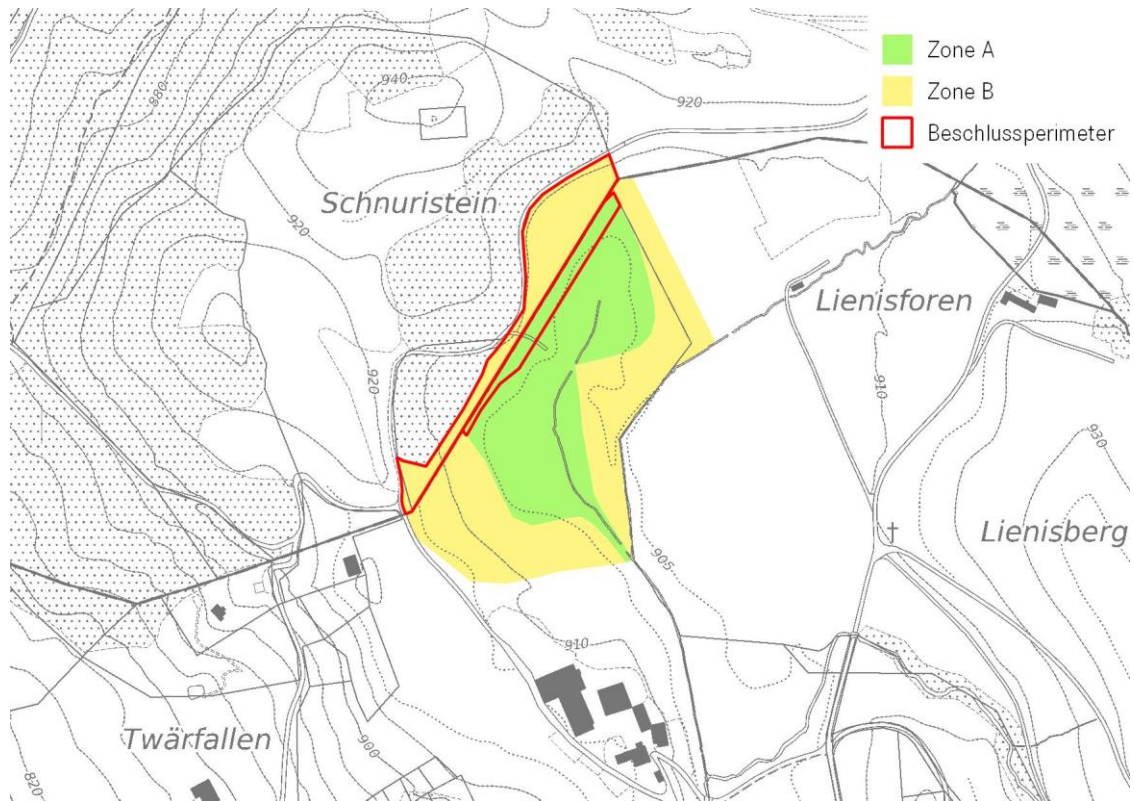 Zone A
Zone B
Beschlussperimeter
880
940
920
Schnuristein
920
920
Lienisforen
910
930
Lienisberg
905
910
Twärfallen
900
820